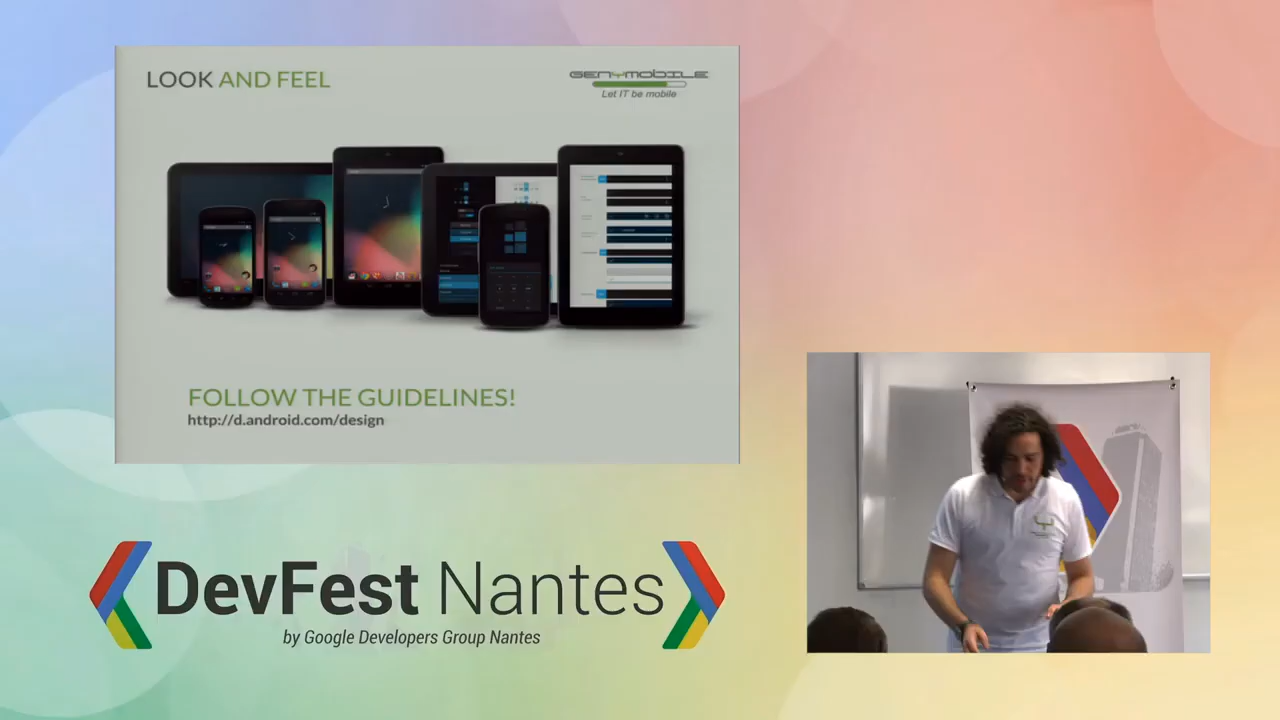 LOOK AND FEEL
GENYMOBILE
Let IT be mobile
FOLLOW THE GUIDELINES!
http://d.android.com/design
DevFest Nantes
by Google Developers Group Nantes